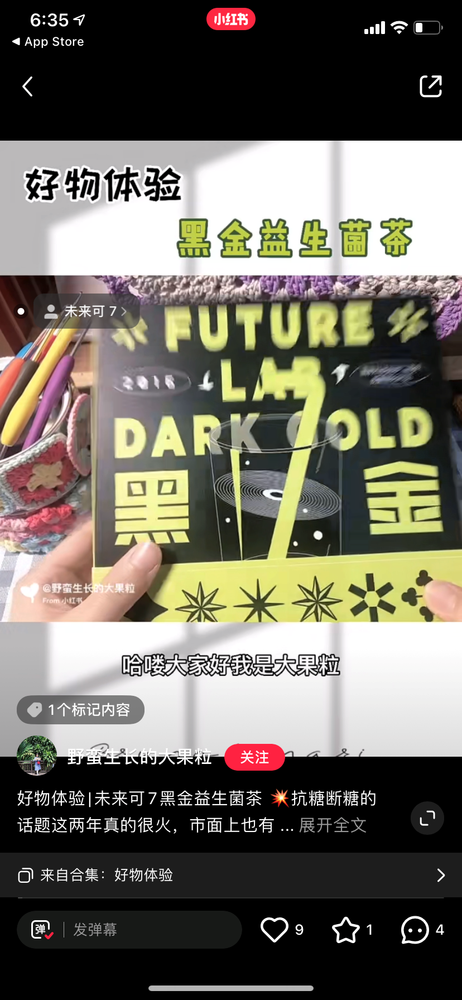 6:35
小红书
App Store
好物体验
黑金益生菌茶
未来可 7
FUTURE
LAB
DARK GOLD
7
黑 金
@野蛮生长的大果粒
From 小红书
哈喽大家好我是大果粒
1个标记内容
野蛮生长的大果粒
关注
好物体验|未来可7黑金益生菌茶 💥抗糖断糖的
话题这两年真的很火，市面上也有 ... 展开全文
来自合集：好物体验
弹 发弹幕
9
1
4